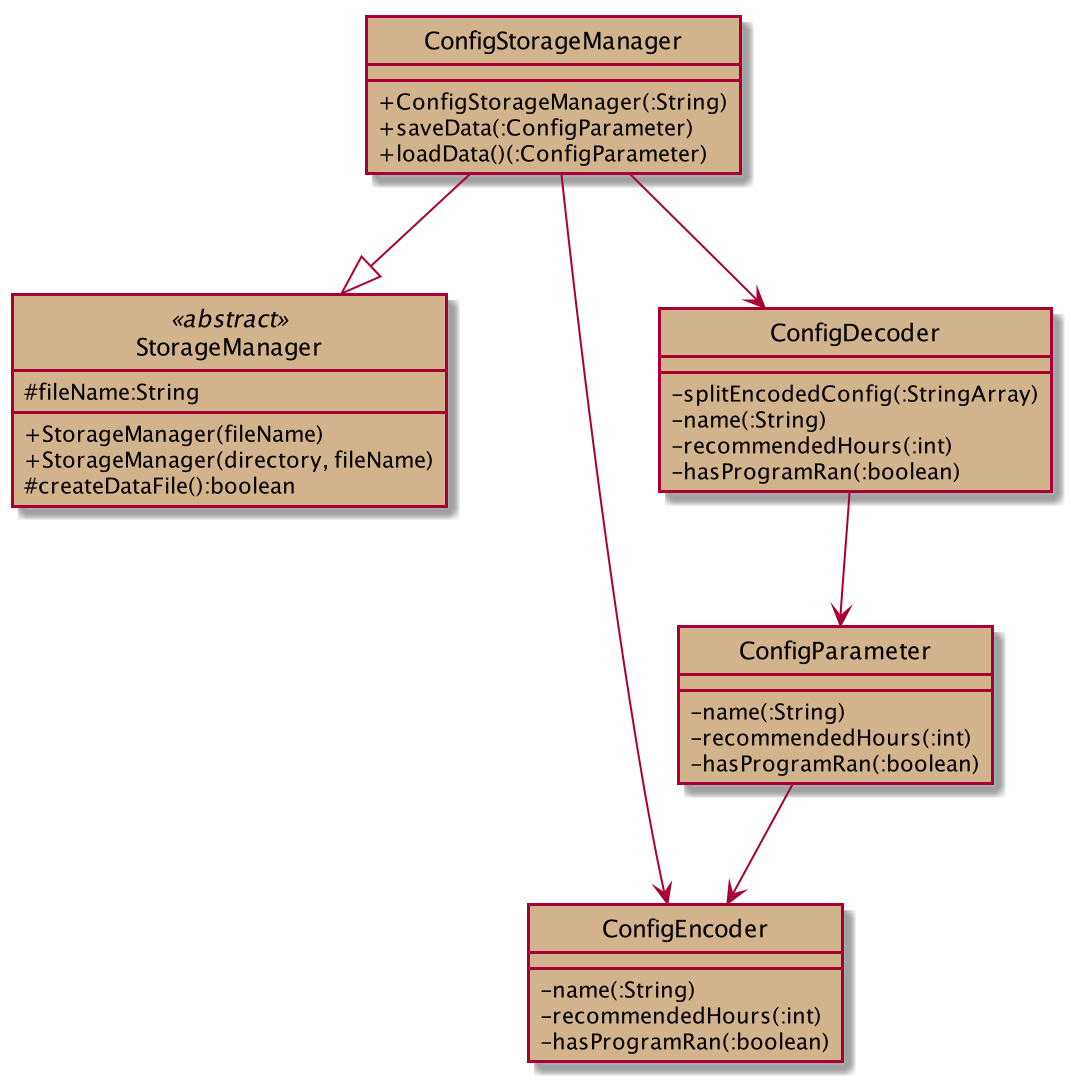 ConfigStorageManager
+ConfigStorageManager(:String)
+saveData(:ConfigParameter)
+loadData()(:ConfigParameter)
«abstract»
StorageManager
#fileName:String
+StorageManager(fileName)
+StorageManager(directory, fileName)
#createDataFile():boolean
ConfigDecoder
-splitEncodedConfig(:StringArray)
-name(:String)
-recommendedHours(:int)
-hasProgramRan(:boolean)
ConfigParameter
-name(:String)
-recommendedHours(:int)
-hasProgramRan(:boolean)
ConfigEncoder
-name(:String)
-recommendedHours(:int)
-hasProgramRan(:boolean)